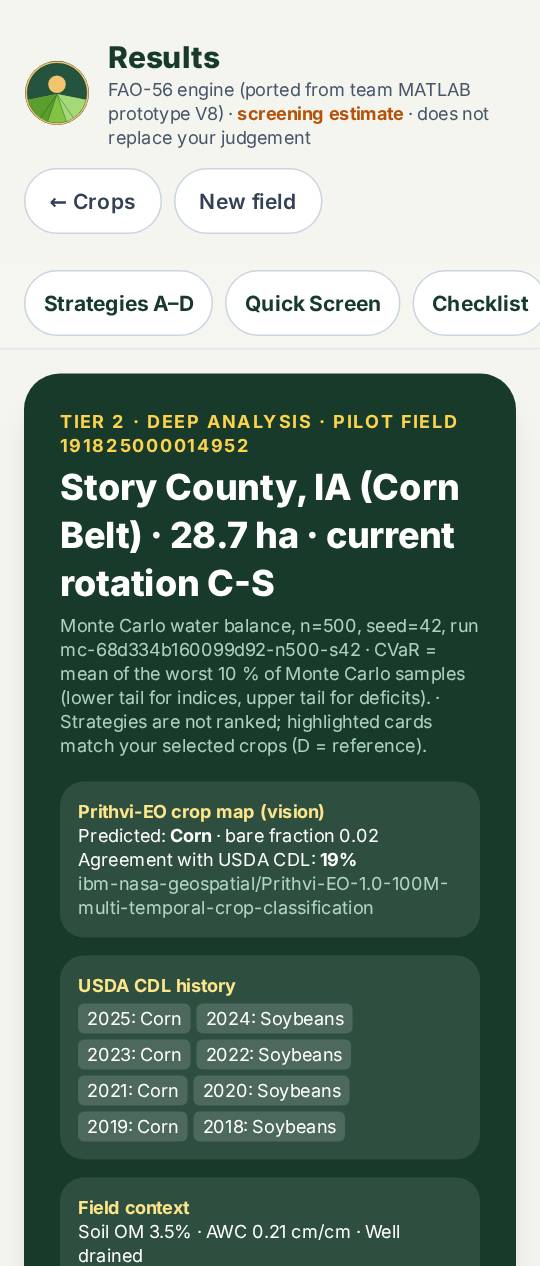 Results
FAO-56 engine (ported from team MATLAB
prototype V8) · screening estimate · does not
replace your judgement
← Crops
New field
Strategies A–D
Quick Screen
Checklist
TIER 2 · DEEP ANALYSIS · PILOT FIELD
191825000014952
Story County, IA (Corn
Belt) · 28.7 ha · current
rotation C-S
Monte Carlo water balance, n=500, seed=42, run
mc-68d334b160099d92-n500-s42 · CVaR =
mean of the worst 10 % of Monte Carlo samples
(lower tail for indices, upper tail for deficits). ·
Strategies are not ranked; highlighted cards
match your selected crops (D = reference).
Prithvi-EO crop map (vision)
Predicted: Corn · bare fraction 0.02
Agreement with USDA CDL: 19%
ibm-nasa-geospatial/Prithvi-EO-1.0-100M-
multi-temporal-crop-classification
USDA CDL history
2025: Corn 2024: Soybeans
2023: Corn 2022: Soybeans
2021: Corn 2020: Soybeans
2019: Corn 2018: Soybeans
Field context
Soil OM 3.5% · AWC 0.21 cm/cm · Well
drained